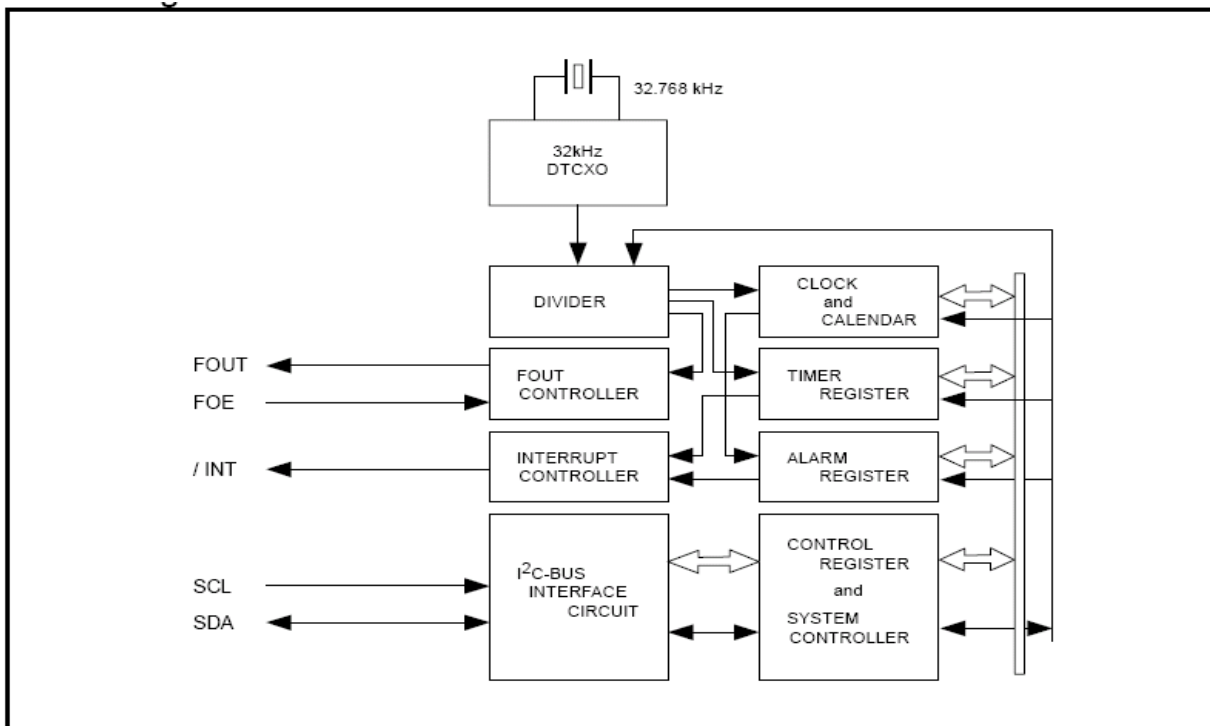 32.768 kHz
32kHz
DTCXO
DIVIDER
CLOCK
and
CALENDAR
FOUT
FOE
FOUT
CONTROLLER
TIMER
REGISTER
/ INT
INTERRUPT
CONTROLLER
ALARM
REGISTER
SCL
SDA
I²C-BUS
INTERFACE
CIRCUIT
CONTROL
REGISTER
and
SYSTEM
CONTROLLER